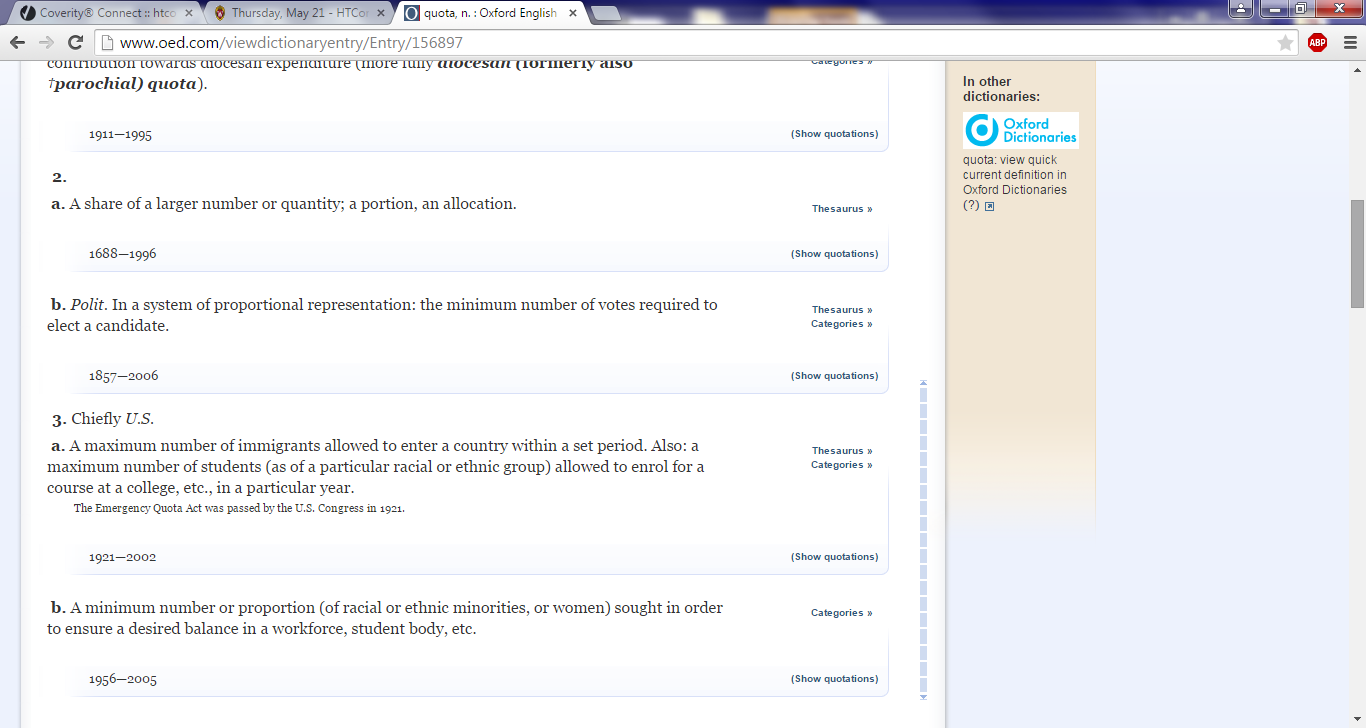 Coverity® Connect :: htco
Thursday, May 21 - HTCon
quota, n. : Oxford English
www.oed.com/viewdictionaryentry/Entry/156897
ABP
contribution towards diocesan expenditure (more fully diocesan (formerly also
†parochial) quota).
Categories »
1911—1995
(Show quotations)
2.
a. A share of a larger number or quantity; a portion, an allocation.
Thesaurus »
1688—1996
(Show quotations)
b. Polit. In a system of proportional representation: the minimum number of votes required to
elect a candidate.
Thesaurus »
Categories »
1857—2006
(Show quotations)
3. Chiefly U.S.
a. A maximum number of immigrants allowed to enter a country within a set period. Also: a
maximum number of students (as of a particular racial or ethnic group) allowed to enrol for a
course at a college, etc., in a particular year.
Thesaurus »
Categories »
The Emergency Quota Act was passed by the U.S. Congress in 1921.
1921—2002
(Show quotations)
b. A minimum number or proportion (of racial or ethnic minorities, or women) sought in order
to ensure a desired balance in a workforce, student body, etc.
Categories »
1956—2005
(Show quotations)
In other
dictionaries:
Oxford
Dictionaries
quota: view quick
current definition in
Oxford Dictionaries
(?)